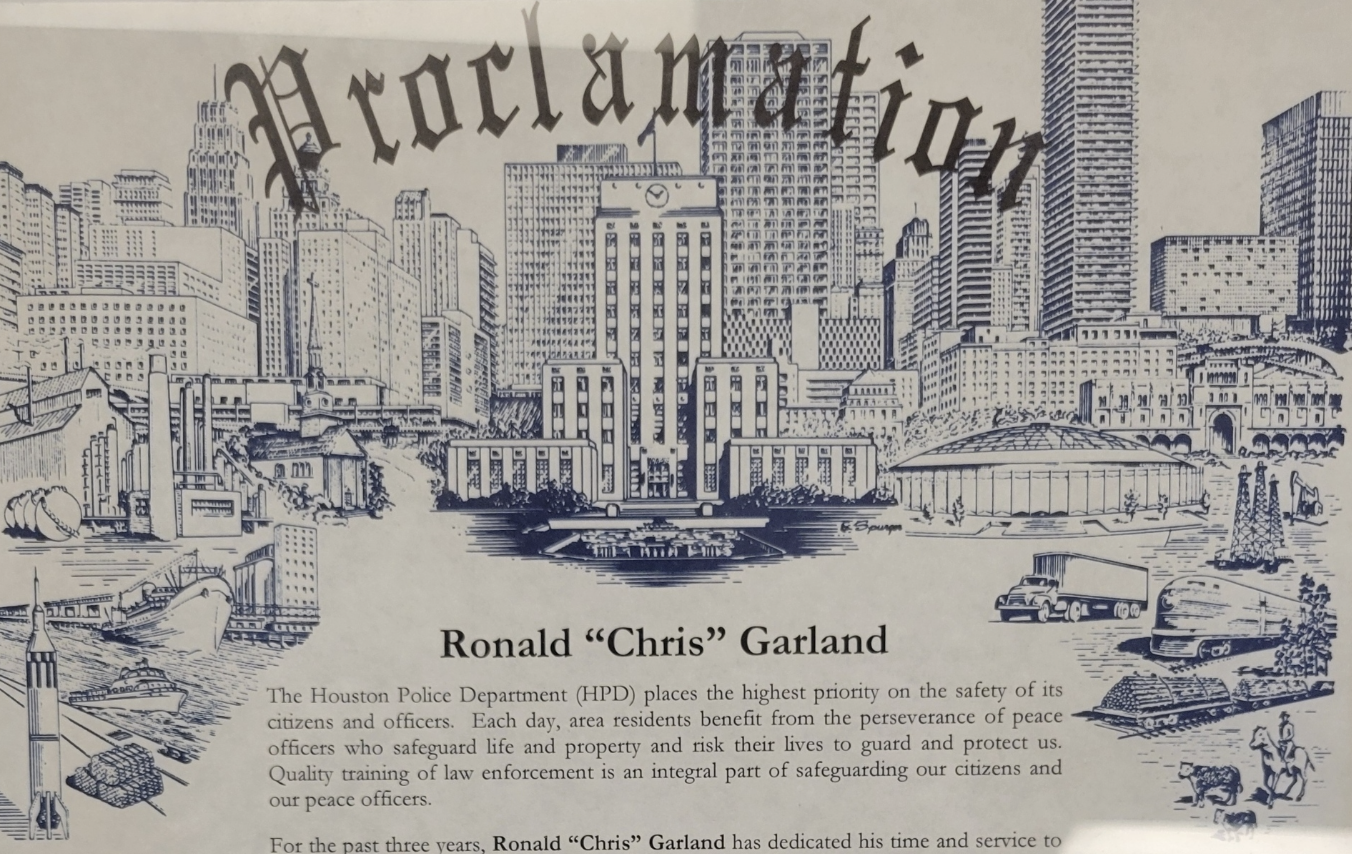 Proclamation
Ronald “Chris” Garland
The Houston Police Department (HPD) places the highest priority on the safety of its
citizens and officers. Each day, area residents benefit from the perseverance of peace
officers who safeguard life and property and risk their lives to guard and protect us.
Quality training of law enforcement is an integral part of safeguarding our citizens and
our peace officers.
For the past three years, Ronald “Chris” Garland has dedicated his time and service to